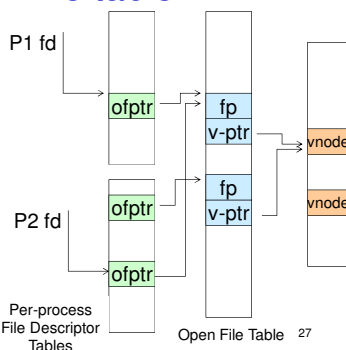 P1 fd
ofptr
fp
v-ptr
vnode
ofptr
fp
v-ptr
vnode
P2 fd
ofptr
Per-process
File Descriptor
Tables
Open File Table 27